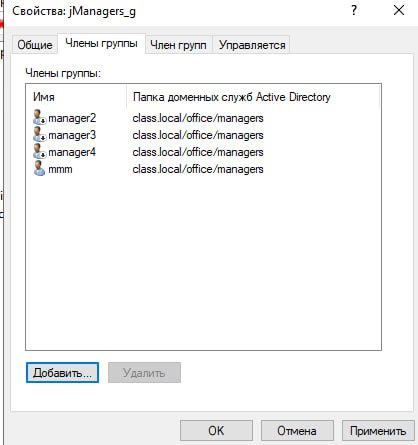 Свойства: jManagers_g
?
Общие
Члены группы
Член групп
Управляется
Члены группы:
Имя
Папка доменных служб Active Directory
manager2
class.local/office/managers
manager3
class.local/office/managers
manager4
class.local/office/managers
mmm
class.local/office/managers
Добавить...
Удалить
OK
Отмена
Применить